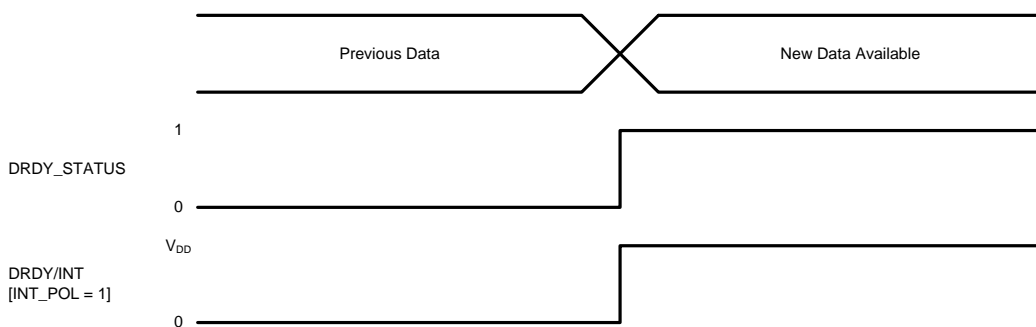 Previous Data
New Data Available
1
DRDY_STATUS
0
VDD
DRDY/INT
[INT_POL = 1]
0